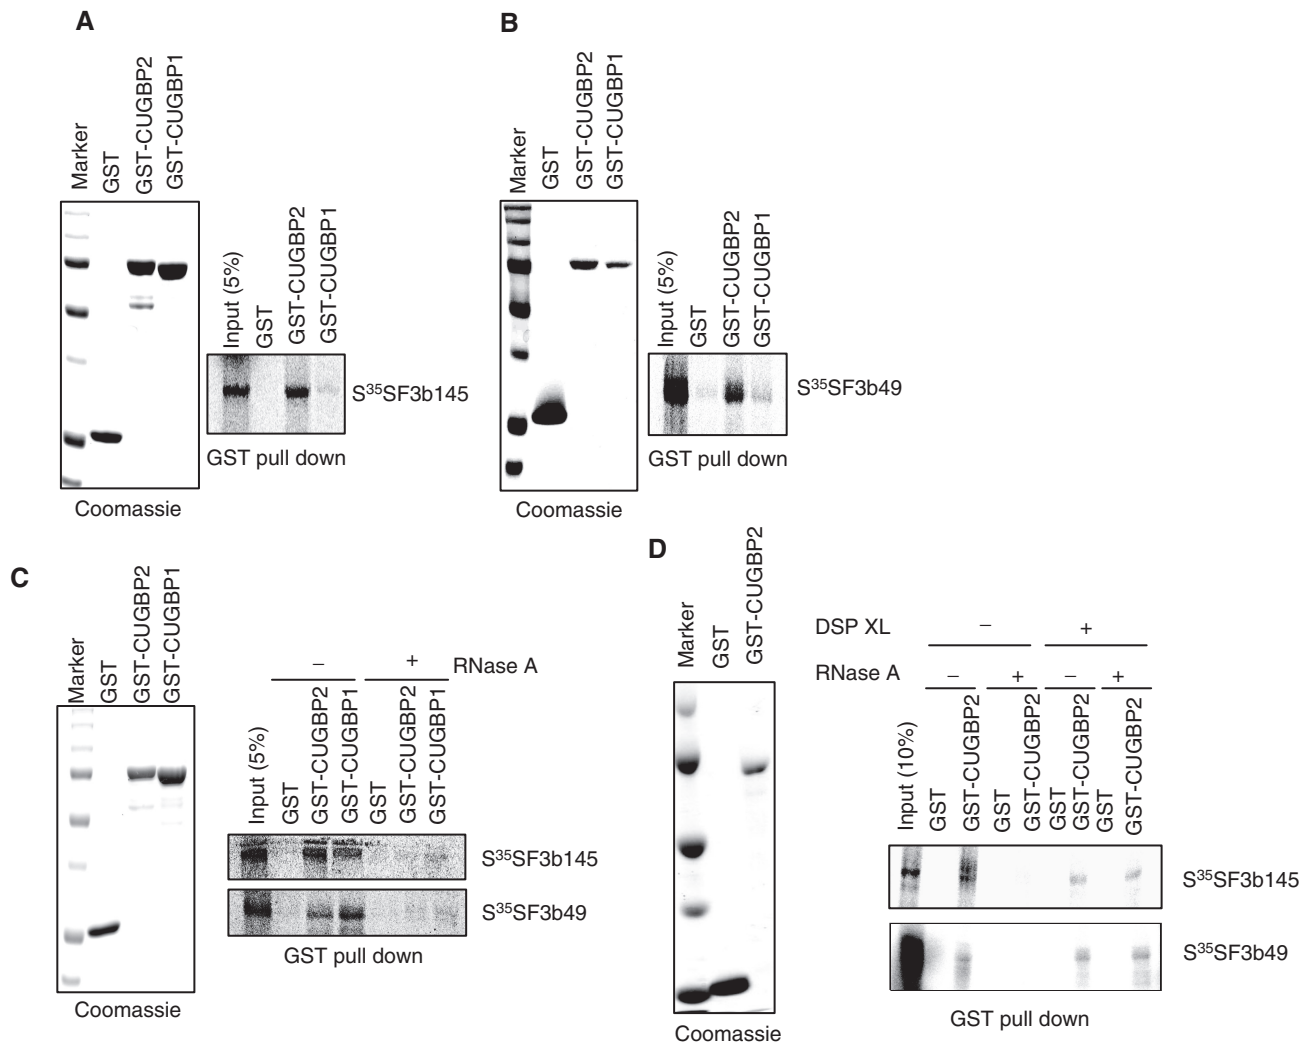 A
Marker
GST
GST-CUGBP2
GST-CUGBP1
Input (5%)
GST
GST-CUGBP2
GST-CUGBP1
S³⁵SF3b145
GST pull down
Coomassie
B
Marker
GST
GST-CUGBP2
GST-CUGBP1
Input (5%)
GST
GST-CUGBP2
GST-CUGBP1
S³⁵SF3b49
GST pull down
Coomassie
C
Marker
GST
GST-CUGBP2
GST-CUGBP1
– + RNase A
Input (5%)
GST
GST-CUGBP2
GST-CUGBP1
GST
GST-CUGBP2
GST-CUGBP1
S³⁵SF3b145
S³⁵SF3b49
GST pull down
Coomassie
D
Marker
GST
GST-CUGBP2
DSP XL – +
RNase A – + – +
Input (10%)
GST
GST-CUGBP2
GST
GST-CUGBP2
GST
GST-CUGBP2
GST
GST-CUGBP2
S³⁵SF3b145
S³⁵SF3b49
GST pull down
Coomassie